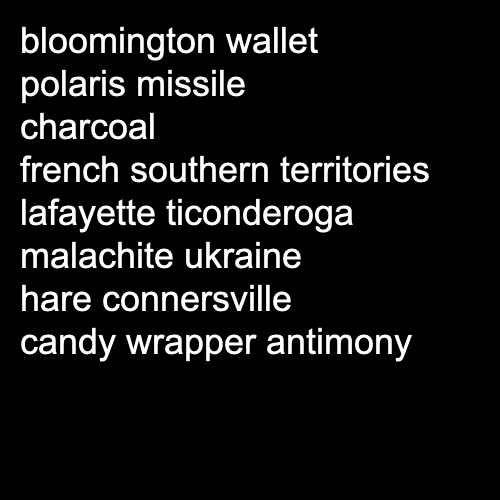 bloomington wallet
polaris missile
charcoal
french southern territories
lafayette ticonderoga
malachite ukraine
hare connersville
candy wrapper antimony